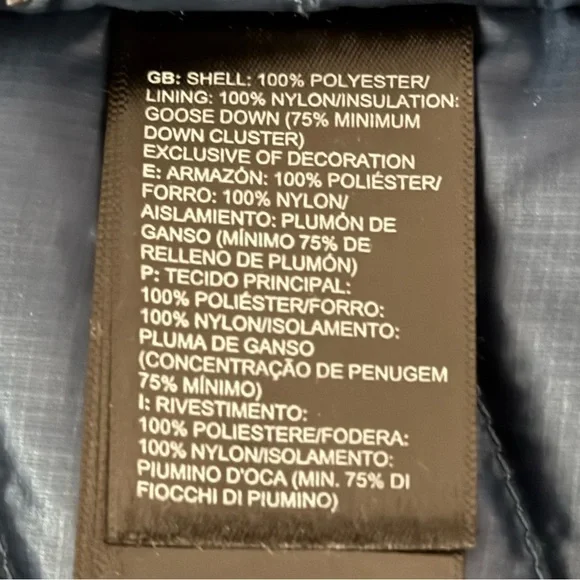 GB: SHELL: 100% POLYESTER/
LINING: 100% NYLON/INSULATION:
GOOSE DOWN (75% MINIMUM
DOWN CLUSTER)
EXCLUSIVE OF DECORATION
E: ARMAZÓN: 100% POLIÉSTER/
FORRO: 100% NYLON/
AISLAMIENTO: PLUMÓN DE
GANSO (MÍNIMO 75% DE
RELLENO DE PLUMÓN)
P: TECIDO PRINCIPAL:
100% POLIÉSTER/FORRO:
100% NYLON/ISOLAMENTO:
PLUMA DE GANSO
(CONCENTRAÇÃO DE PENUGEM
75% MÍNIMO)
I: RIVESTIMENTO:
100% POLIESTERE/FODERA:
100% NYLON/ISOLAMENTO:
PIUMINO D'OCA (MIN. 75% DI
FIOCCHI DI PIUMINO)